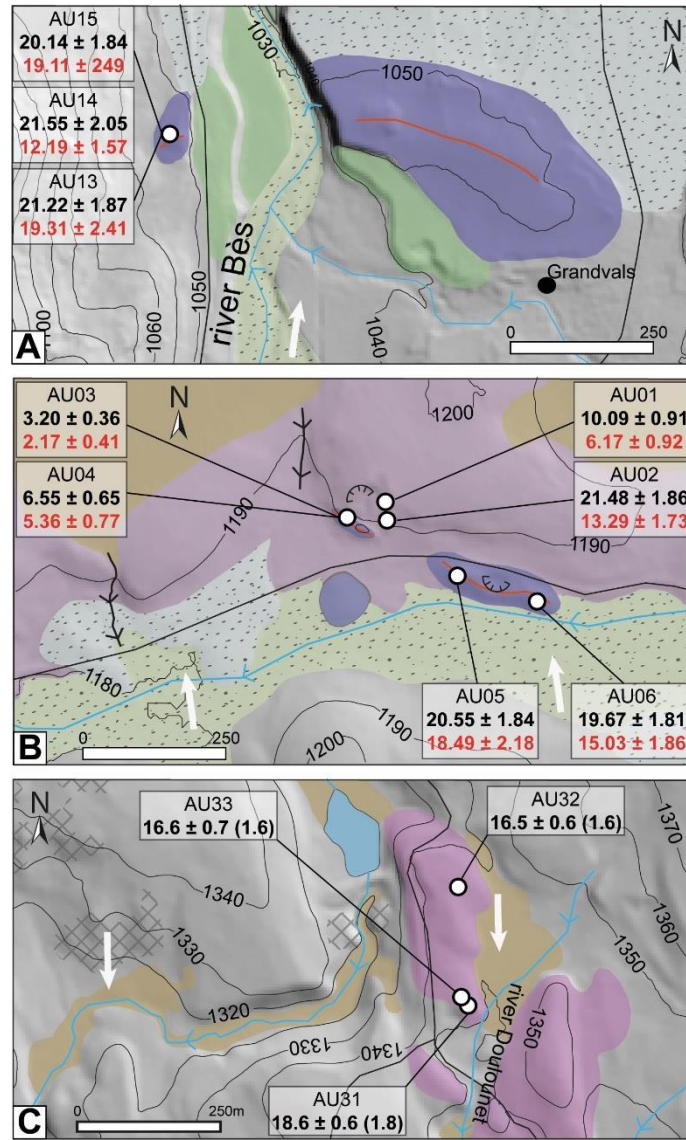 AU15
20.14 ± 1.84
19.11 ± 249
AU14
21.55 ± 2.05
12.19 ± 1.57
AU13
21.22 ± 1.87
19.31 ± 2.41
1030
1050
N
1050
1060
river Bès
Grandvals
1040
0 250
A
AU03
3.20 ± 0.36
2.17 ± 0.41
AU04
6.55 ± 0.65
5.36 ± 0.77
N
1200
AU01
10.09 ± 0.91
6.17 ± 0.92
AU02
21.48 ± 1.86
13.29 ± 1.73
1190
1190
1180
AU05
20.55 ± 1.84
18.49 ± 2.18
AU06
19.67 ± 1.81
15.03 ± 1.86
1190
1200
0 250
B
N
AU33
16.6 ± 0.7 (1.6)
AU32
16.5 ± 0.6 (1.6)
1370
1360
1350
1340
1330
1320
1330
1340
river Doulounet
1350
AU31
18.6 ± 0.6 (1.8)
0 250m
C